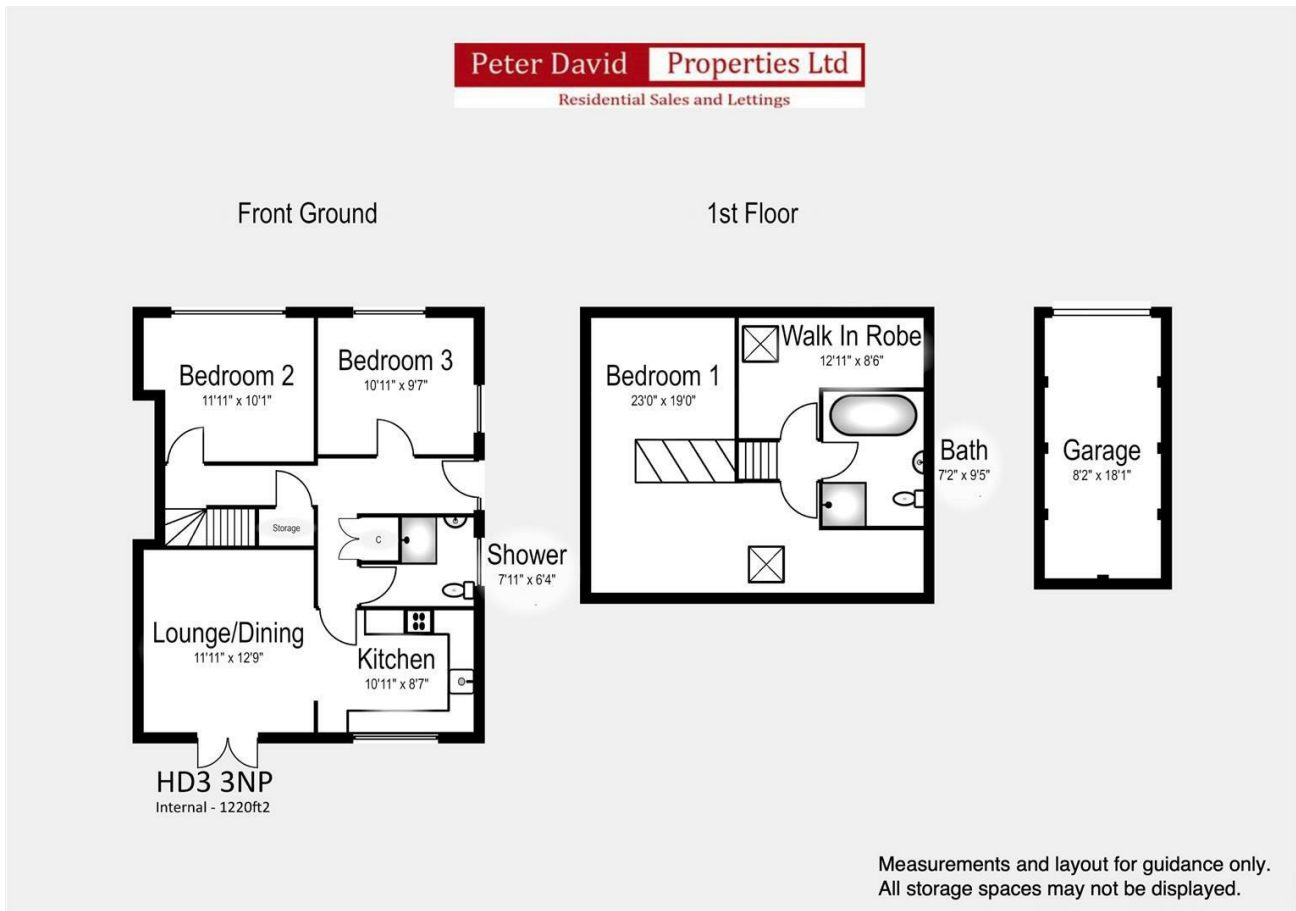 Peter David Properties Ltd
Residential Sales and Lettings
Front Ground
1st Floor
Bedroom 2
11'11" x 10'1"
Bedroom 3
10'11" x 9'7"
Storage
C
Shower
7'11" x 6'4"
Lounge/Dining
11'11" x 12'9"
Kitchen
10'11" x 8'7"
Bedroom 1
23'0" x 19'0"
Walk In Robe
12'11" x 8'6"
Bath
7'2" x 9'5"
Garage
8'2" x 18'1"
HD3 3NP
Internal - 1220ft2
Measurements and layout for guidance only.
All storage spaces may not be displayed.